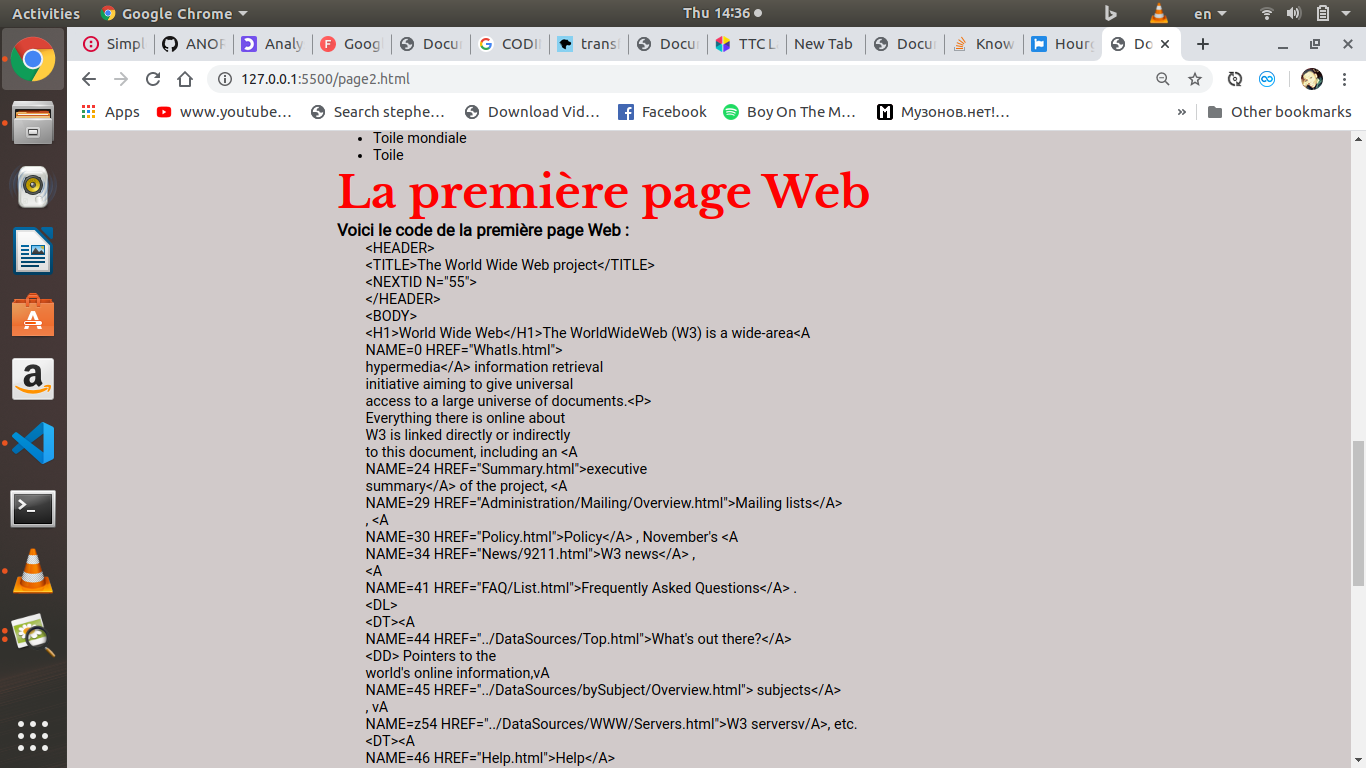 Activities Google Chrome Thu 14:36 en
Simpl ANOP Analy Goog Docu CODI trans Docu TTC L New Tab Docu Know Hour Do
127.0.0.1:5500/page2.html
Apps www.youtube... Search stephe... Download Vid... Facebook Boy On The M... Музонов.нет!... » Other bookmarks
• Toile mondiale
• Toile
La première page Web
Voici le code de la première page Web :
<HEADER>
<TITLE>The World Wide Web project</TITLE>
<NEXTID N="55">
</HEADER>
<BODY>
<H1>World Wide Web</H1>The WorldWideWeb (W3) is a wide-area<A
NAME=0 HREF="WhatIs.html">
hypermedia</A> information retrieval
initiative aiming to give universal
access to a large universe of documents.<P>
Everything there is online about
W3 is linked directly or indirectly
to this document, including an <A
NAME=24 HREF="Summary.html">executive
summary</A> of the project, <A
NAME=29 HREF="Administration/Mailing/Overview.html">Mailing lists</A>
, <A
NAME=30 HREF="Policy.html">Policy</A> , November's <A
NAME=34 HREF="News/9211.html">W3 news</A> ,
<A
NAME=41 HREF="FAQ/List.html">Frequently Asked Questions</A> .
<DL>
<DT><A
NAME=44 HREF="../DataSources/Top.html">What's out there?</A>
<DD> Pointers to the
world's online information,vA
NAME=45 HREF="../DataSources/bySubject/Overview.html"> subjects</A>
, vA
NAME=z54 HREF="../DataSources/WWW/Servers.html">W3 serversv/A>, etc.
<DT><A
NAME=46 HREF="Help.html">Help</A>